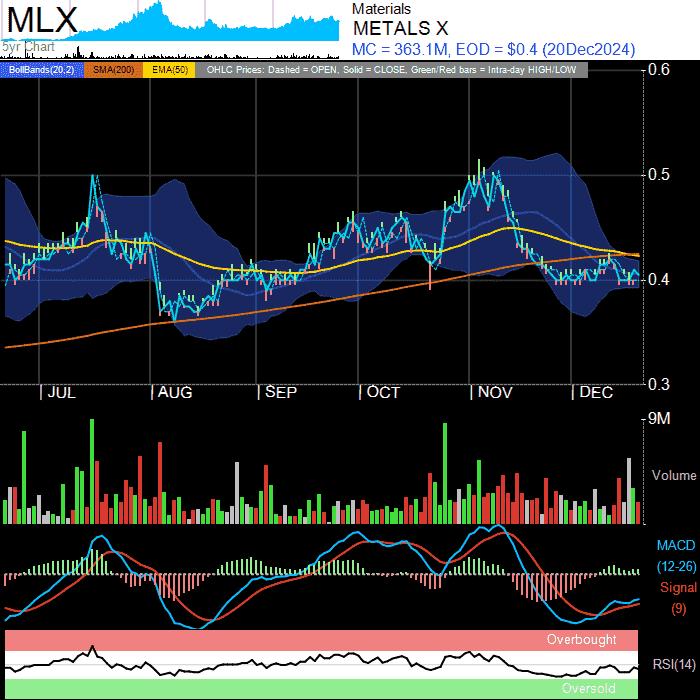 MLX
Materials
METALS X
5yr Chart
MC = 363.1M, EOD = $0.4 (20Dec2024)
BollBands(20,2) SMA(200) EMA(50) OHLC Prices: Dashed = OPEN, Solid = CLOSE, Green/Red bars = Intra-day HIGH/LOW
0.6
0.5
0.4
0.3
| JUL | AUG | SEP | OCT | NOV | DEC
9M
Volume
MACD
(12-26)
Signal
(9)
Overbought
RSI(14)
Oversold